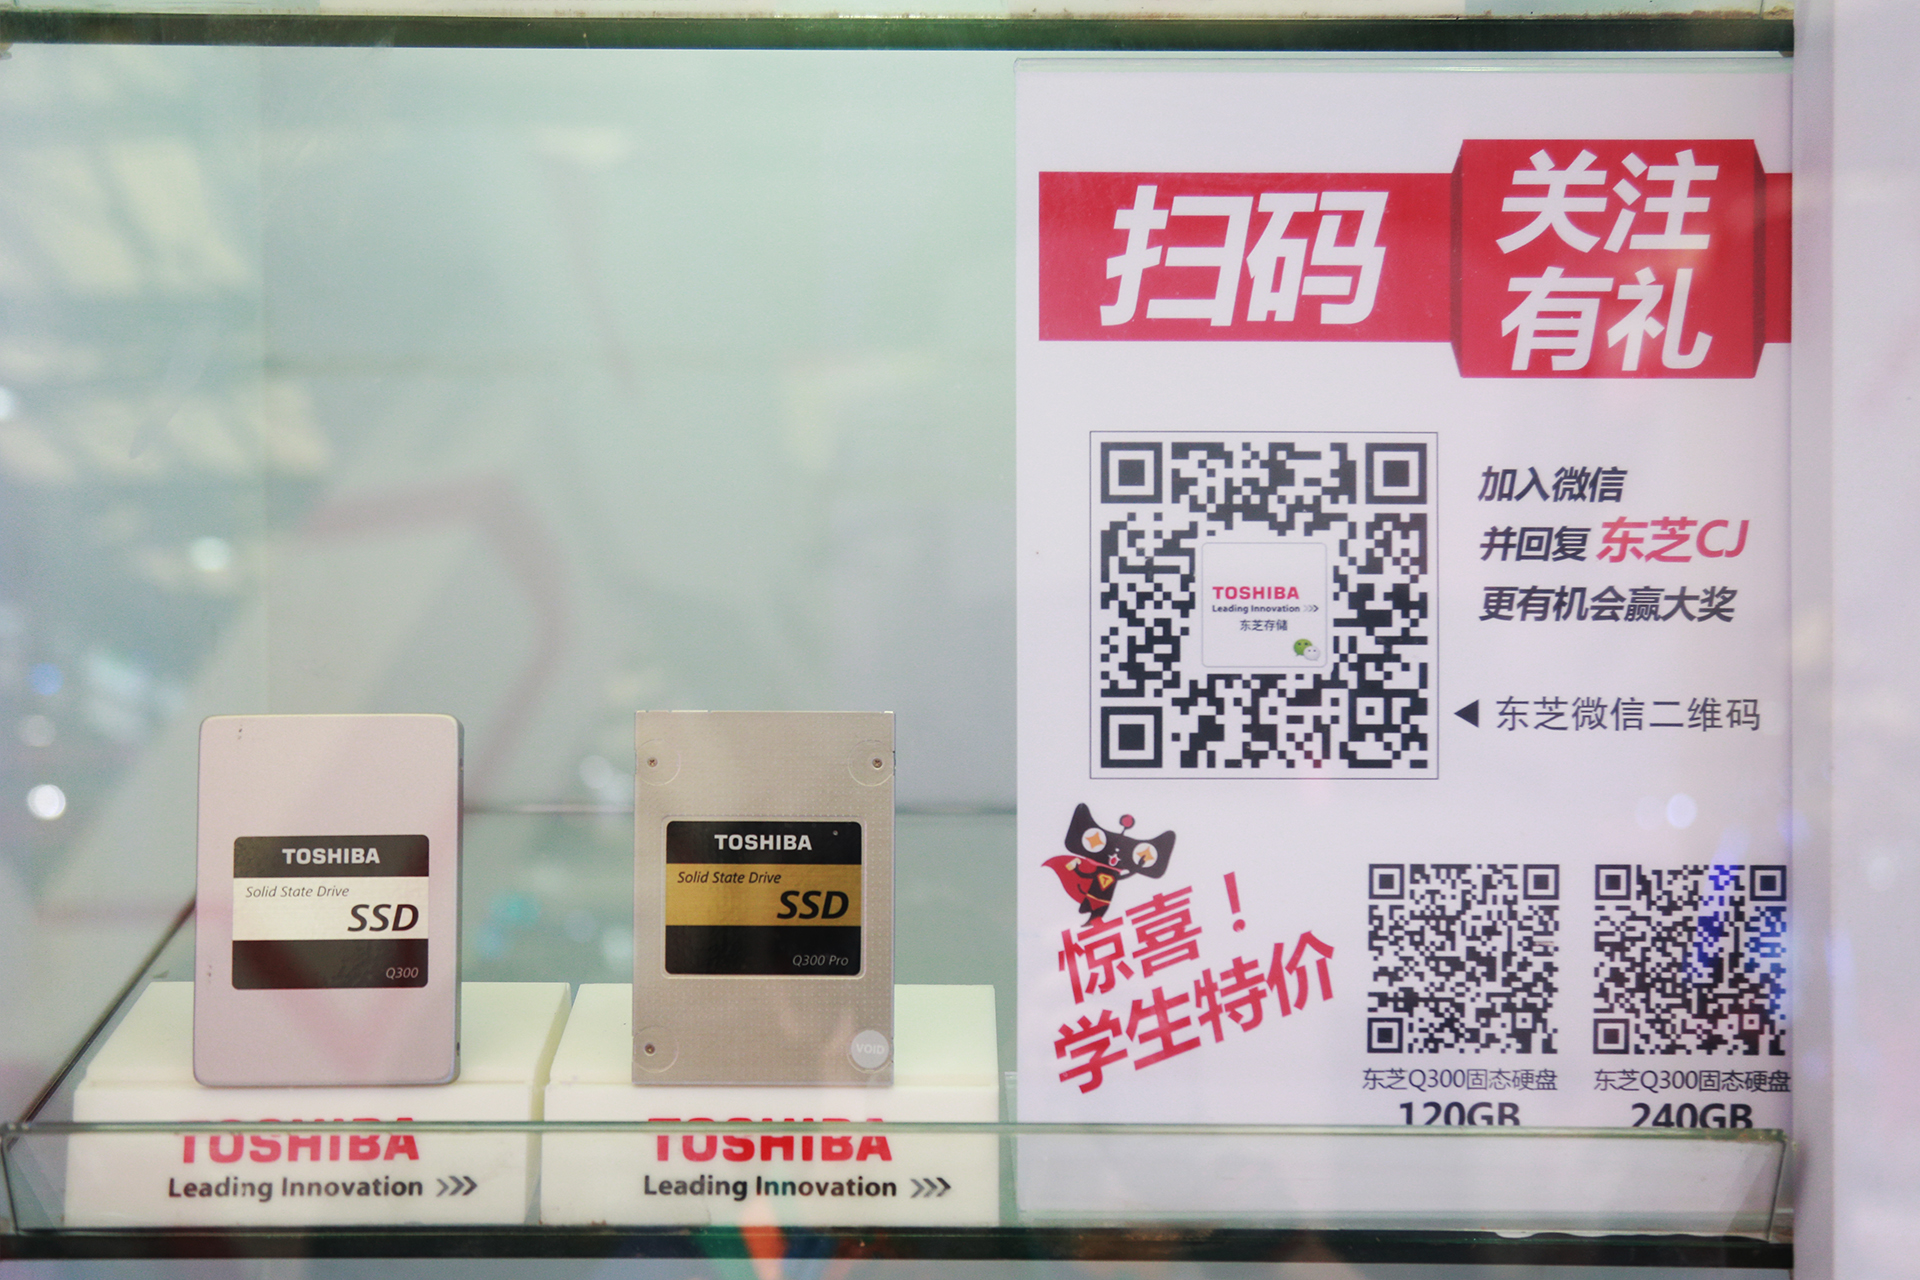 TOSHIBA
Solid State Drive
SSD
Q300
TOSHIBA
Leading Innovation >>>
TOSHIBA
Solid State Drive
SSD
Q300 Pro
VOID
TOSHIBA
Leading Innovation >>>
扫码
关注
有礼
TOSHIBA
Leading Innovation >>>
东芝存储
加入微信
并回复 东芝CJ
更有机会赢大奖
◀ 东芝微信二维码
惊喜！
学生特价
东芝Q300固态硬盘
120GB
东芝Q300固态硬盘
240GB